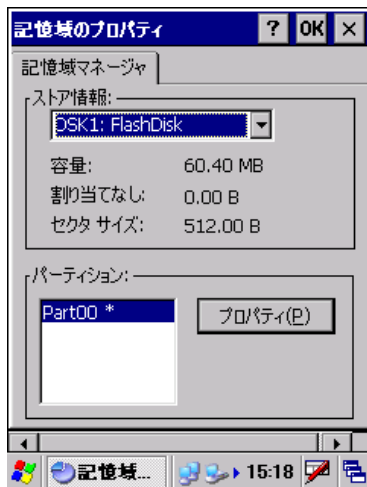 記憶域のプロパティ ? OK ×
記憶域マネージャ
ストア情報:
DSK1: FlashDisk
容量: 60.40 MB
割り当てなし: 0.00 B
セクタ サイズ: 512.00 B
パーティション:
Part00 *
プロパティ(P)
記憶域... 15:18